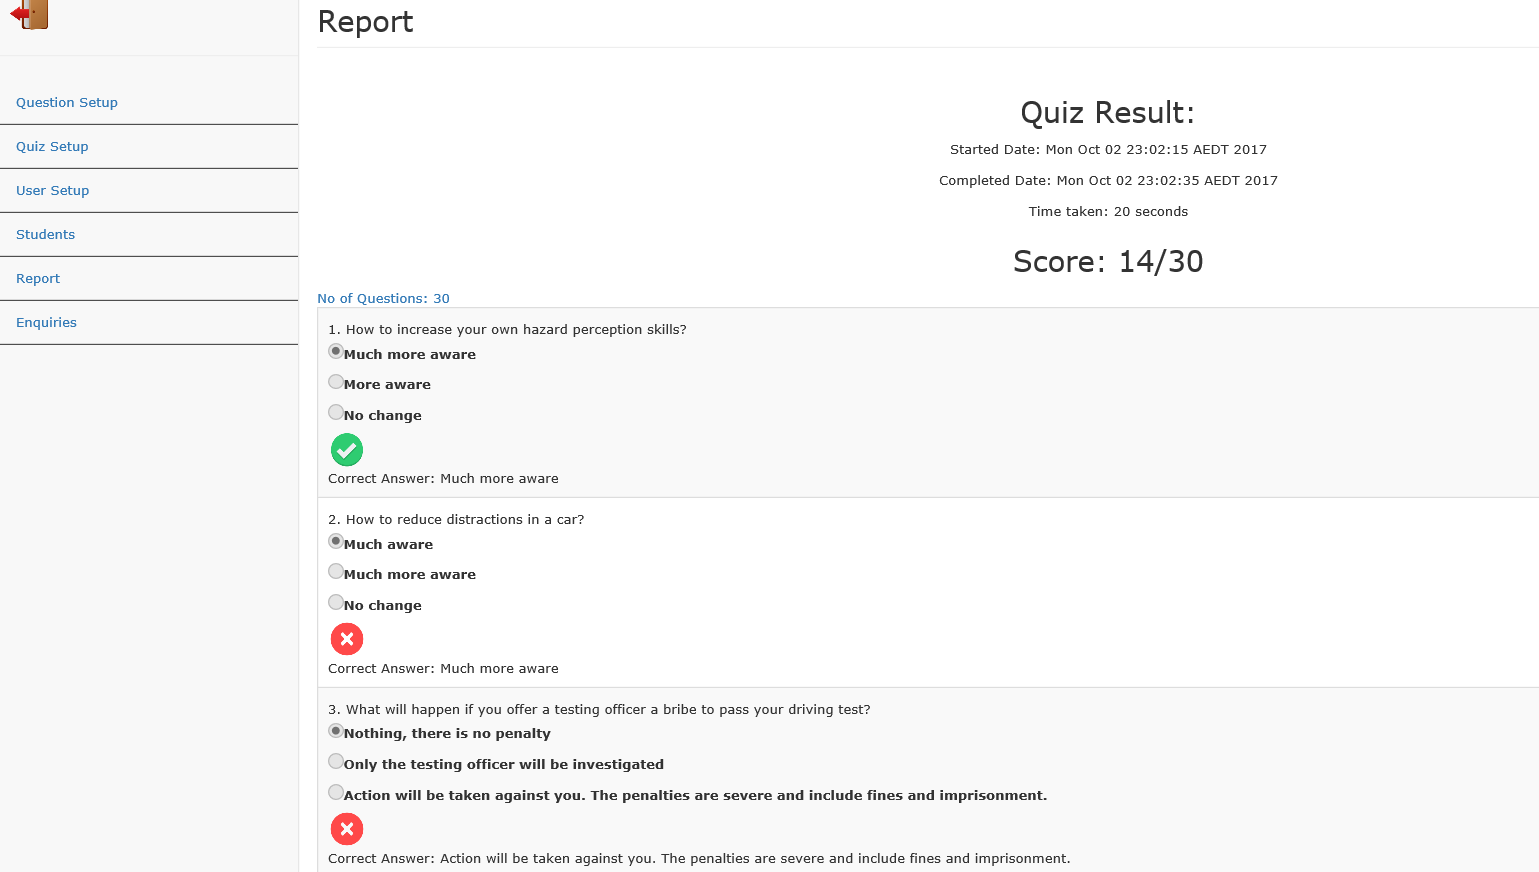 Question Setup
Quiz Setup
User Setup
Students
Report
Enquiries
Report
Quiz Result:
Started Date: Mon Oct 02 23:02:15 AEDT 2017
Completed Date: Mon Oct 02 23:02:35 AEDT 2017
Time taken: 20 seconds
Score: 14/30
No of Questions: 30
1. How to increase your own hazard perception skills?
Much more aware
More aware
No change
Correct Answer: Much more aware
2. How to reduce distractions in a car?
Much aware
Much more aware
No change
Correct Answer: Much more aware
3. What will happen if you offer a testing officer a bribe to pass your driving test?
Nothing, there is no penalty
Only the testing officer will be investigated
Action will be taken against you. The penalties are severe and include fines and imprisonment.
Correct Answer: Action will be taken against you. The penalties are severe and include fines and imprisonment.